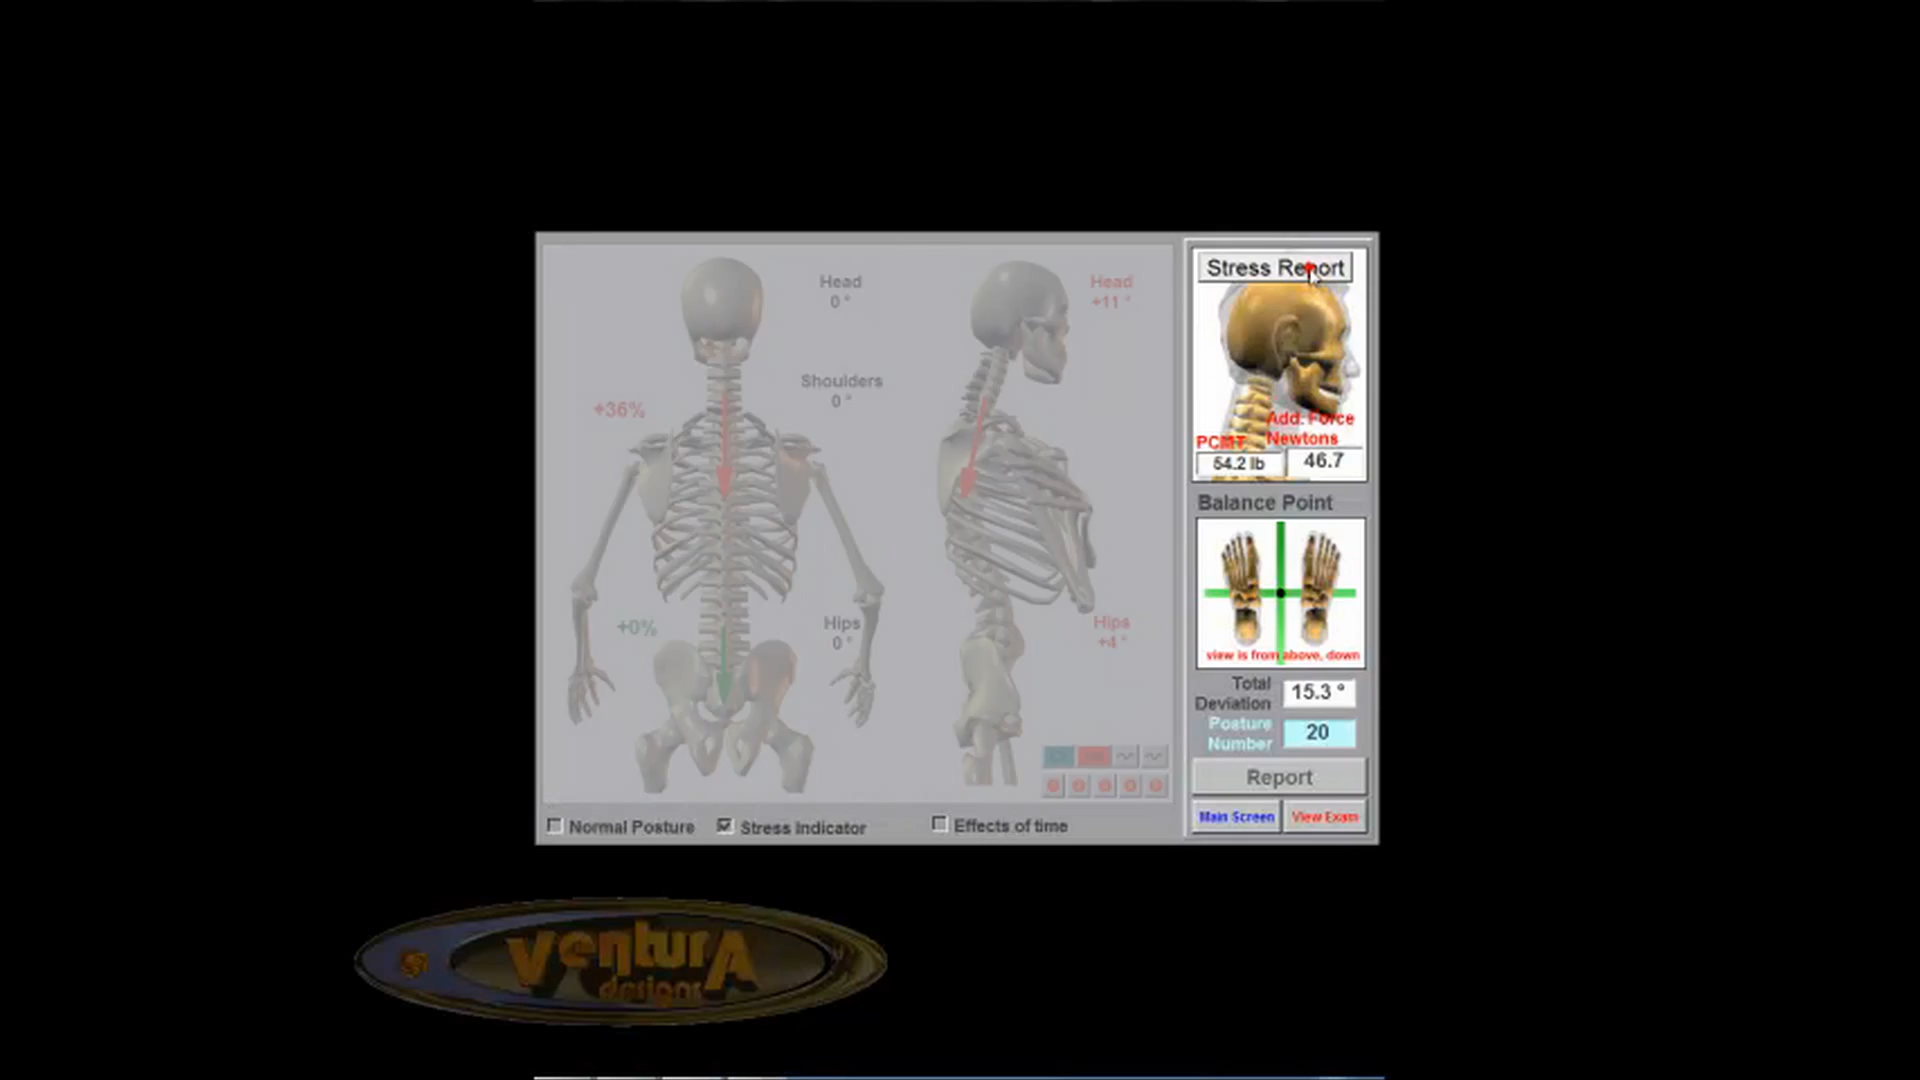 Head
0 °
Shoulders
0 °
+36%
+0%
Hips
0 °
Head
+11 °
Hips
+4 °
Normal Posture
Stress Indicator
Effects of time
Stress Report
Add. Force
PCMT Newtons
54.2 lb 46.7
Balance Point
view is from above, down
Total
Deviation 15.3 °
Posture
Number 20
Report
Main Screen View Exam
VenturA
designs